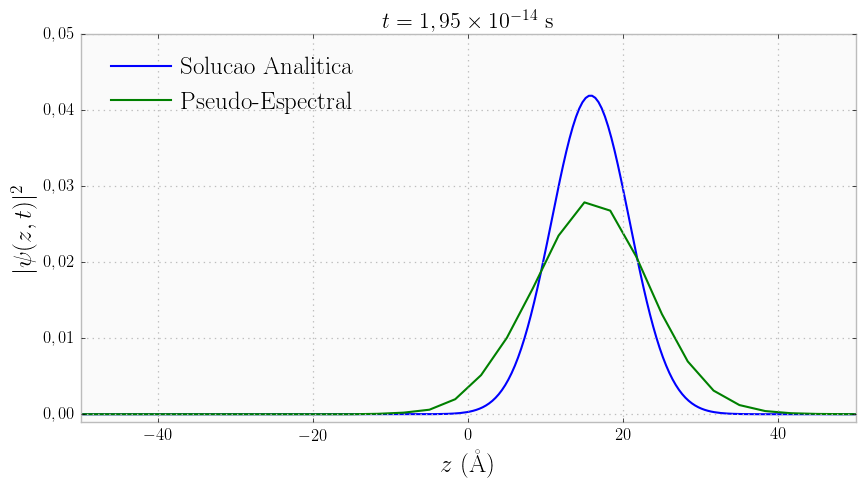 t = 1,95 × 10⁻¹⁴ s
0,05
Solucao Analitica
Pseudo-Espectral
0,04
0,03
0,02
0,01
0,00
|ψ(z,t)|²
−40
−20
0
20
40
z (Å)